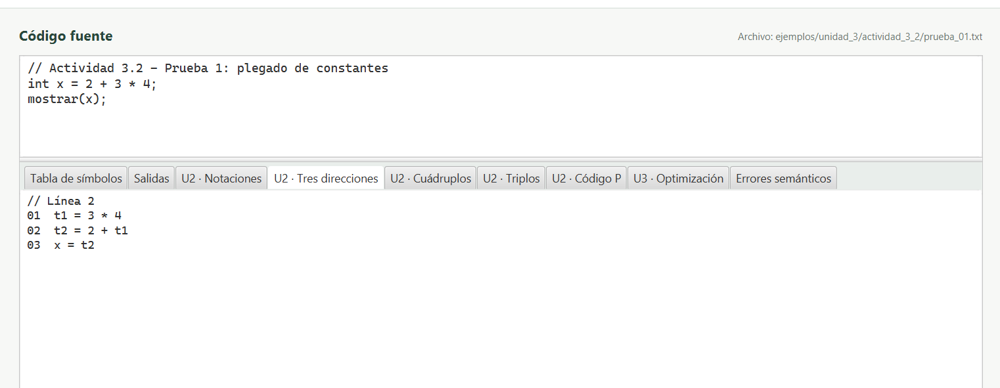 Código fuente
Archivo: ejemplos/unidad_3/actividad_3_2/prueba_01.txt
// Actividad 3.2 – Prueba 1: plegado de constantes
int x = 2 + 3 * 4;
mostrar(x);
Tabla de símbolos Salidas U2 · Notaciones U2 · Tres direcciones U2 · Cuádruplos U2 · Triplos U2 · Código P U3 · Optimización Errores semánticos
// Línea 2
01  t1 = 3 * 4
02  t2 = 2 + t1
03  x = t2